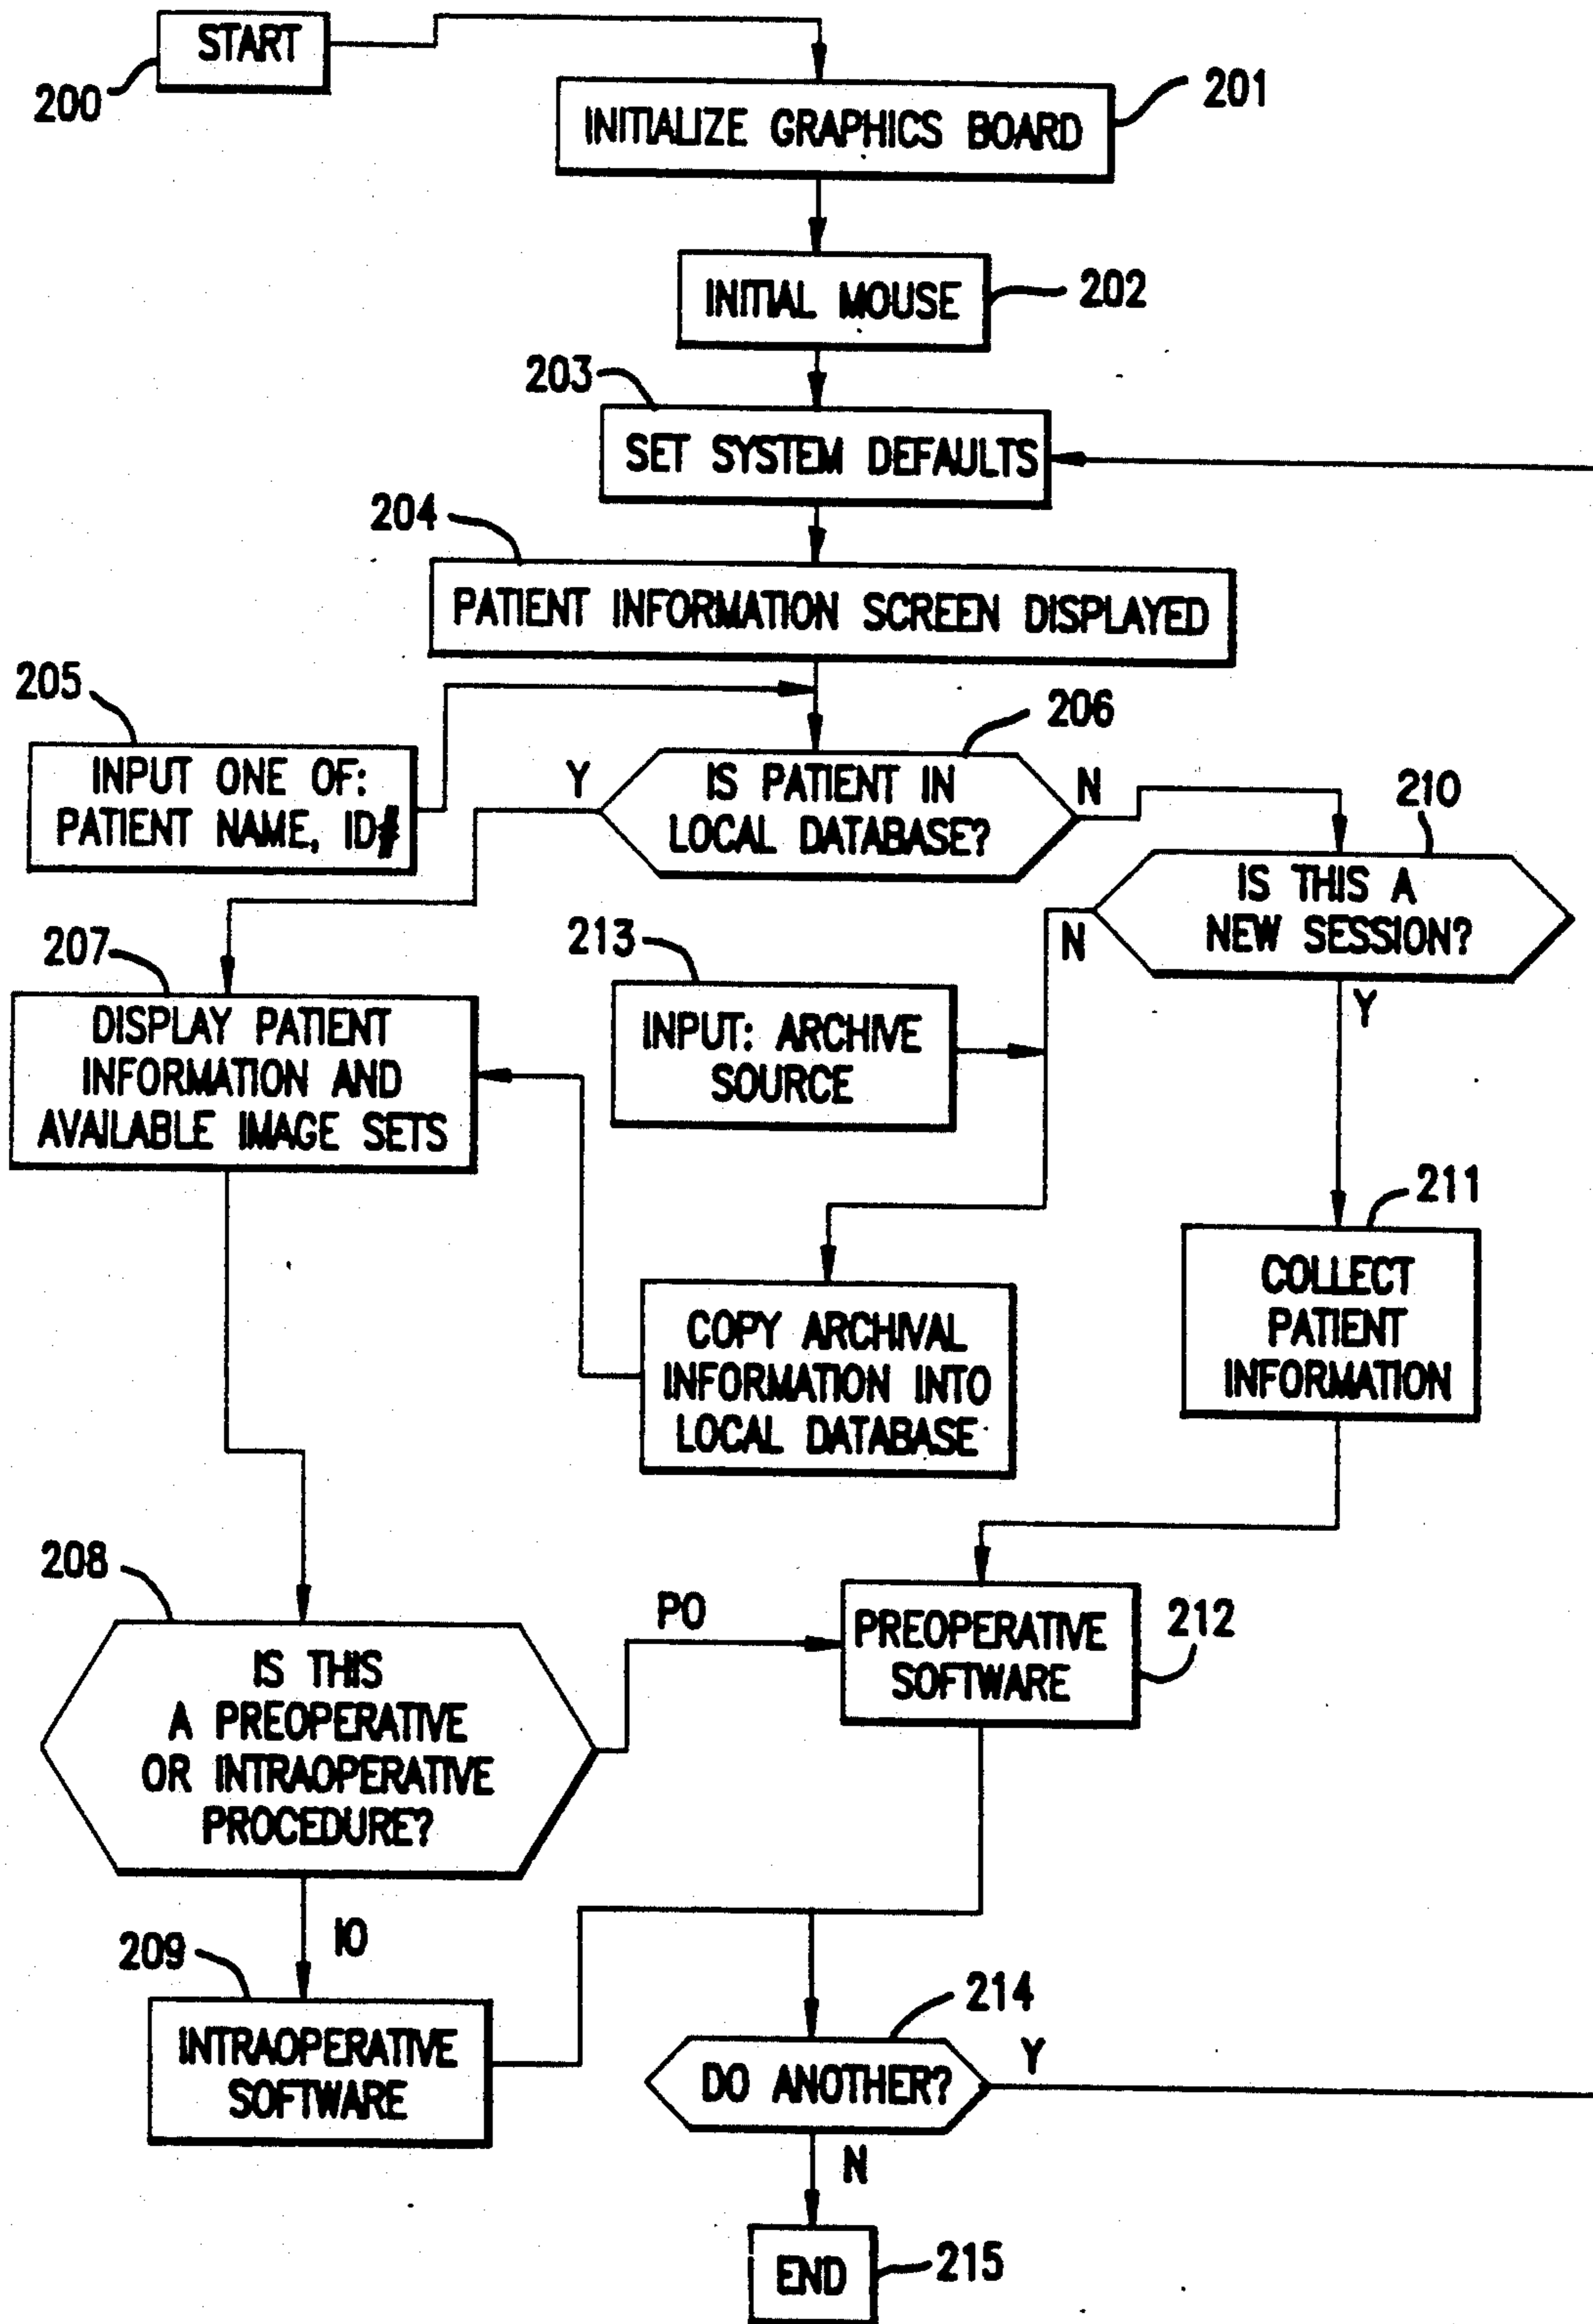 START
200
INITIALIZE GRAPHICS BOARD
201
INITIAL MOUSE
202
203
SET SYSTEM DEFAULTS
204
PATIENT INFORMATION SCREEN DISPLAYED
205
INPUT ONE OF:
PATIENT NAME, ID#
206
Y
IS PATIENT IN
LOCAL DATABASE?
N
210
IS THIS A
NEW SESSION?
N
Y
207
DISPLAY PATIENT
INFORMATION AND
AVAILABLE IMAGE SETS
213
INPUT: ARCHIVE
SOURCE
211
COLLECT
PATIENT
INFORMATION
COPY ARCHIVAL
INFORMATION INTO
LOCAL DATABASE
208
IS THIS
A PREOPERATIVE
OR INTRAOPERATIVE
PROCEDURE?
PO
PREOPERATIVE
SOFTWARE
212
IO
209
INTRAOPERATIVE
SOFTWARE
214
DO ANOTHER?
Y
N
END
215